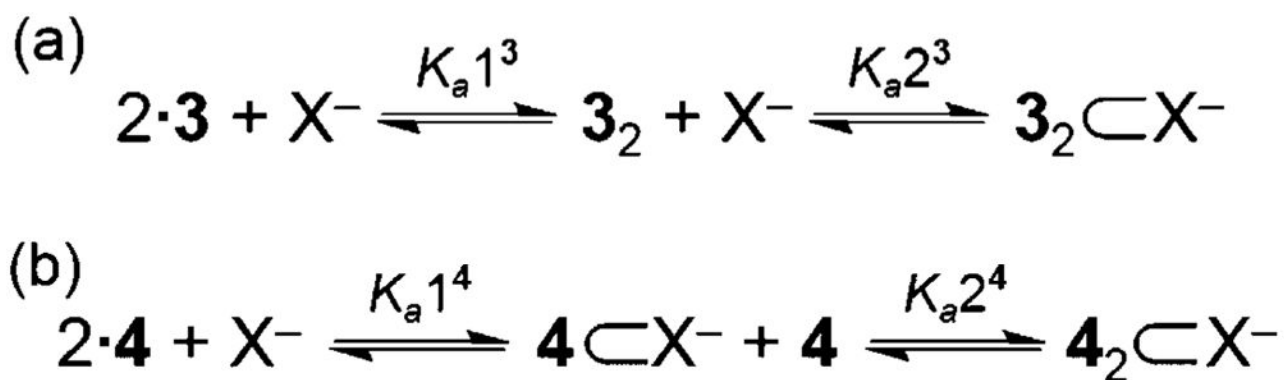 (a)
Kₐ1³ Kₐ2³
2·3 + X⁻ ⇌ 3₂ + X⁻ ⇌ 3₂⊂X⁻
(b)
Kₐ1⁴ Kₐ2⁴
2·4 + X⁻ ⇌ 4⊂X⁻ + 4 ⇌ 4₂⊂X⁻